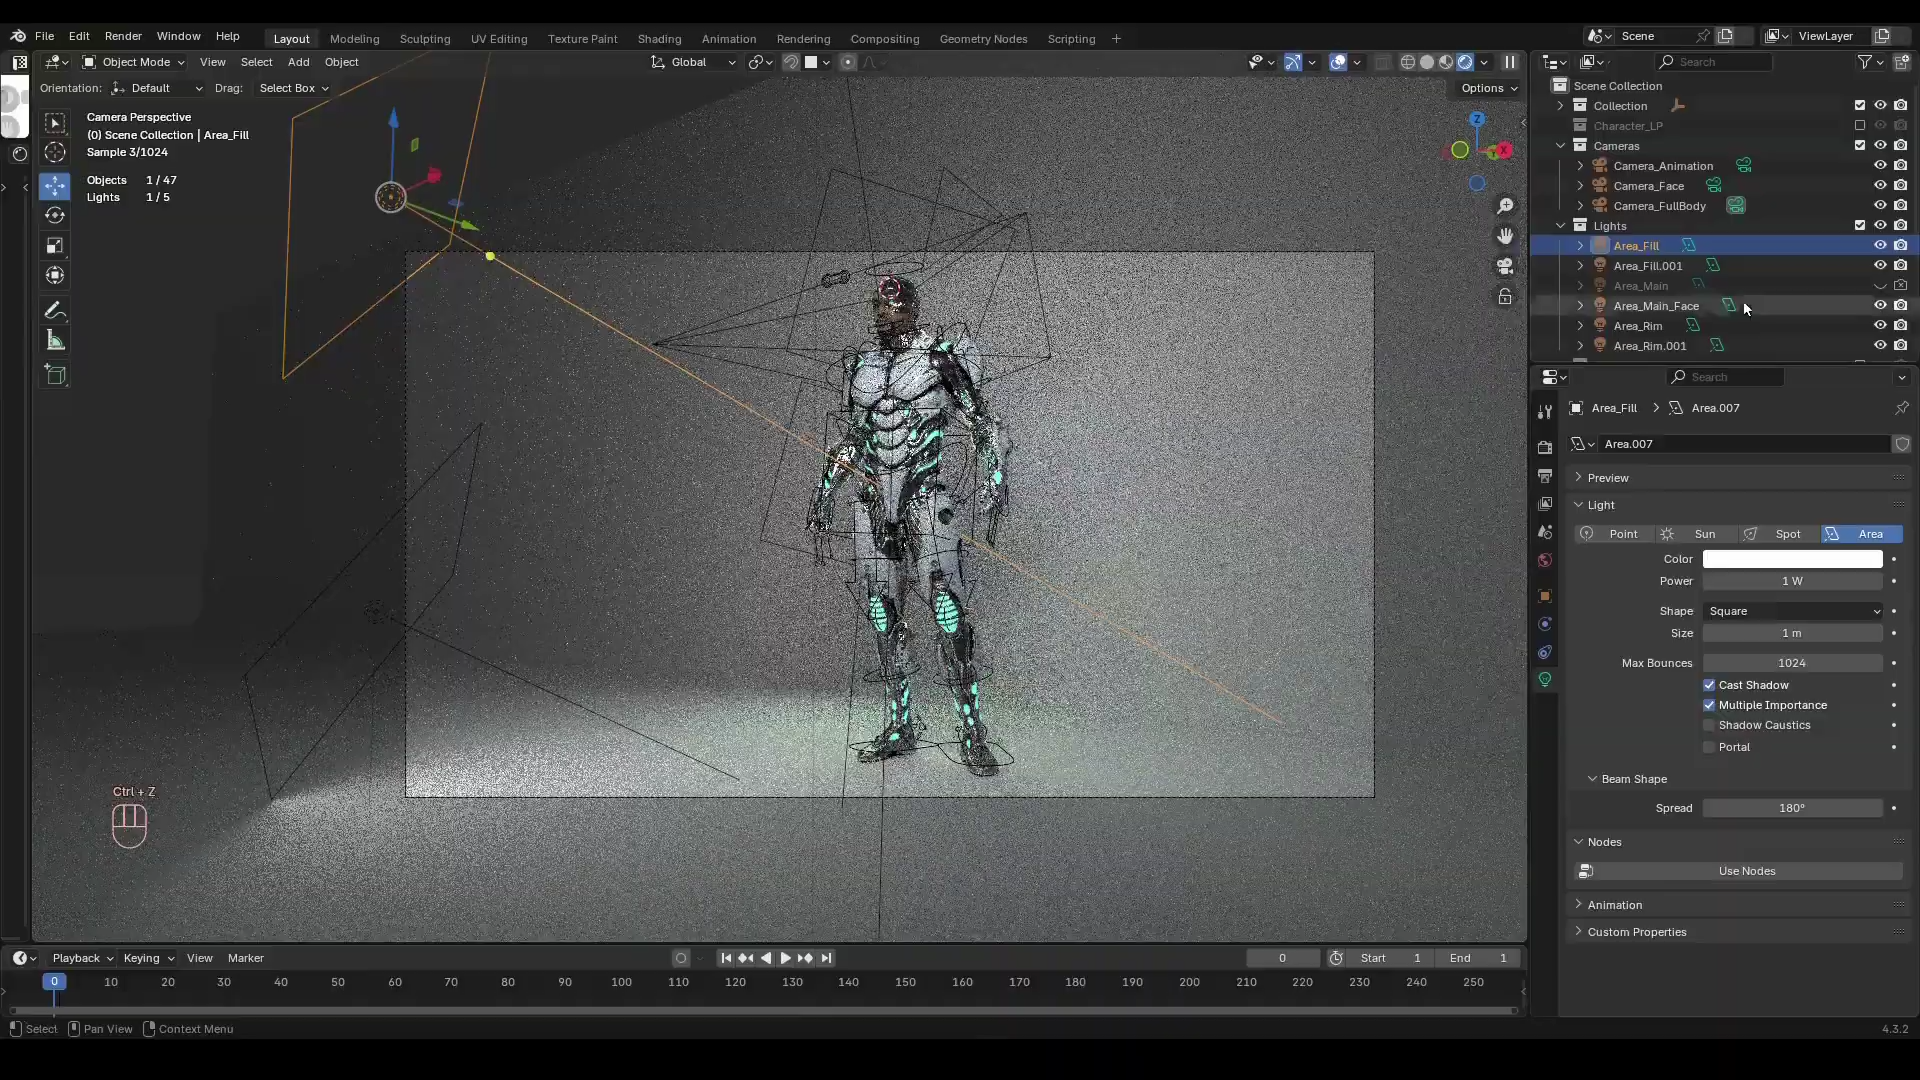 File Edit Render Window Help Layout Modeling Sculpting UV Editing Texture Paint Shading Animation Rendering Compositing Geometry Nodes Scripting + Scene ViewLayer
Object Mode View Select Add Object Global Search
Orientation: Default Drag: Select Box Options
Camera Perspective
(0) Scene Collection | Area_Fill
Sample 3/1024
Objects 1 / 47
Lights 1 / 5
Z
X
Scene Collection
Collection
Character_LP
Cameras
Camera_Animation
Camera_Face
Camera_FullBody
Lights
Area_Fill
Area_Fill.001
Area_Main
Area_Main_Face
Area_Rim
Area_Rim.001
Search
Area_Fill > Area.007
Area.007
Preview
Light
Point Sun Spot Area
Color
Power 1 W
Shape Square
Size 1 m
Max Bounces 1024
Cast Shadow
Multiple Importance
Shadow Caustics
Portal
Beam Shape
Spread 180°
Nodes
Use Nodes
Animation
Custom Properties
Ctrl + Z
Playback Keying View Marker 0 Start 1 End 1
0 10 20 30 40 50 60 70 80 90 100 110 120 130 140 150 160 170 180 190 200 210 220 230 240 250
Select Pan View Context Menu 4.3.2